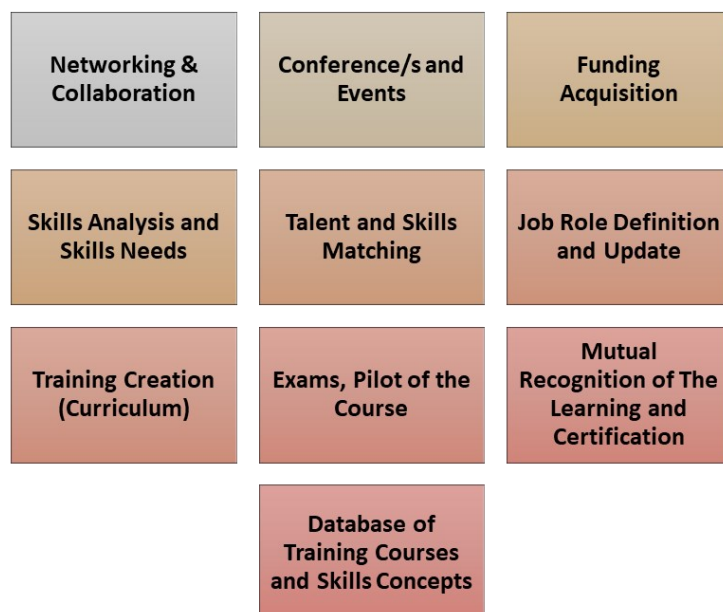 Networking &
Collaboration
Conference/s and
Events
Funding
Acquisition
Skills Analysis and
Skills Needs
Talent and Skills
Matching
Job Role Definition
and Update
Training Creation
(Curriculum)
Exams, Pilot of the
Course
Mutual
Recognition of The
Learning and
Certification
Database of
Training Courses
and Skills Concepts